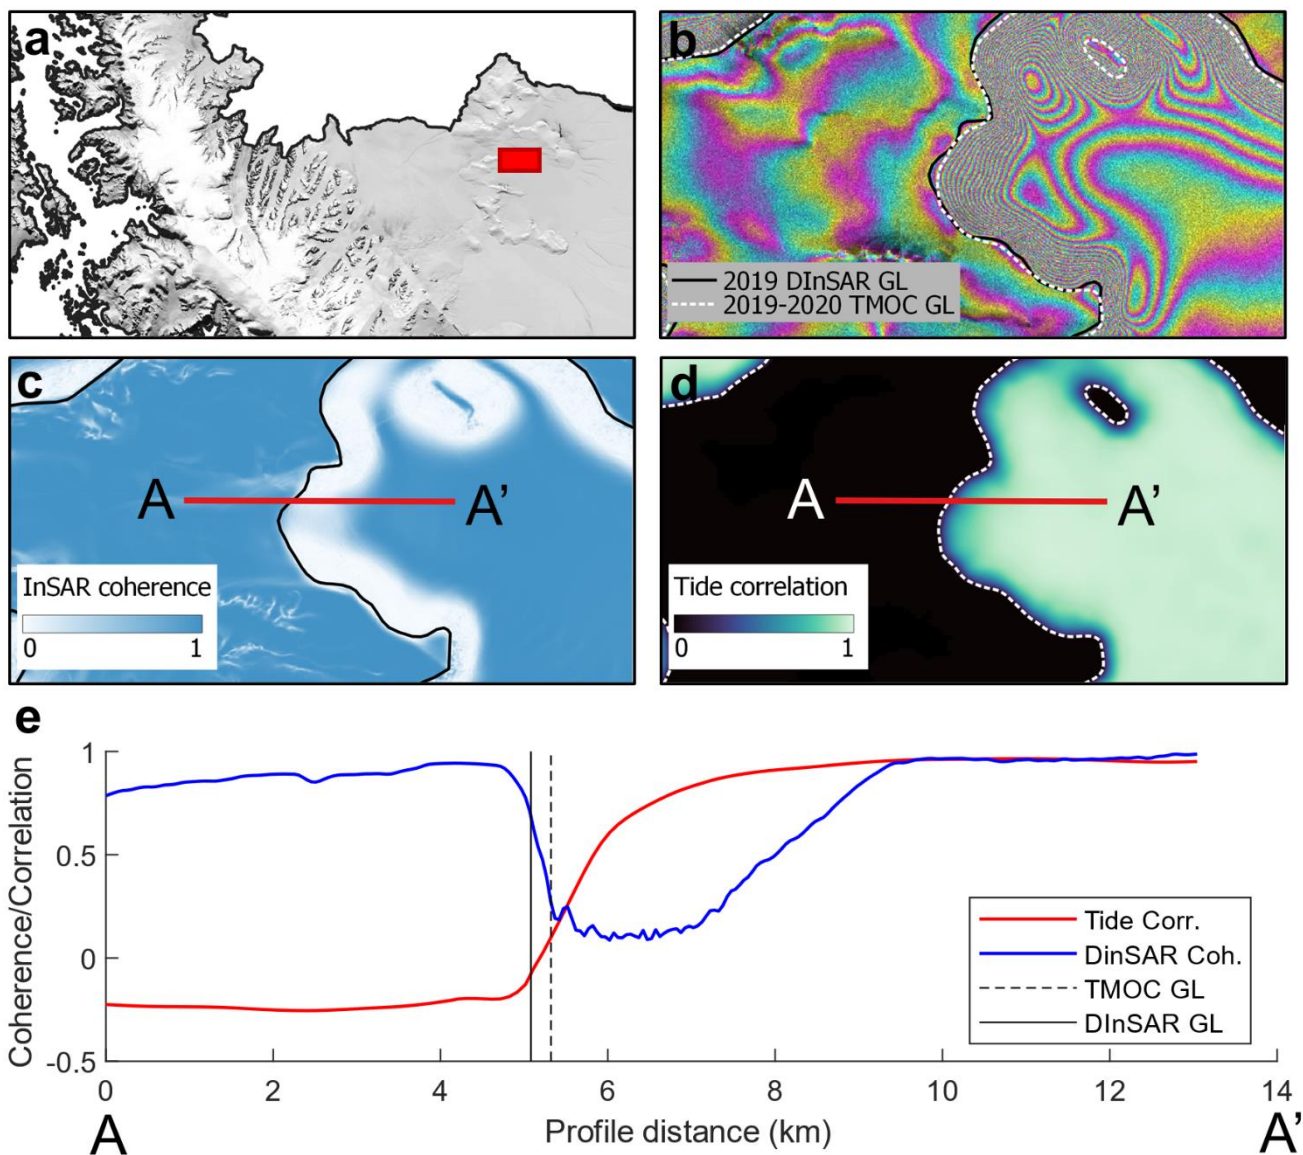 a
b
2019 DInSAR GL
2019-2020 TMOC GL
c
A
A'
InSAR coherence
0
1
d
A
A'
Tide correlation
0
1
e
Coherence/Correlation
1
0.5
0
-0.5
Tide Corr.
DinSAR Coh.
TMOC GL
DInSAR GL
0 2 4 6 8 10 12 14
A
Profile distance (km)
A'